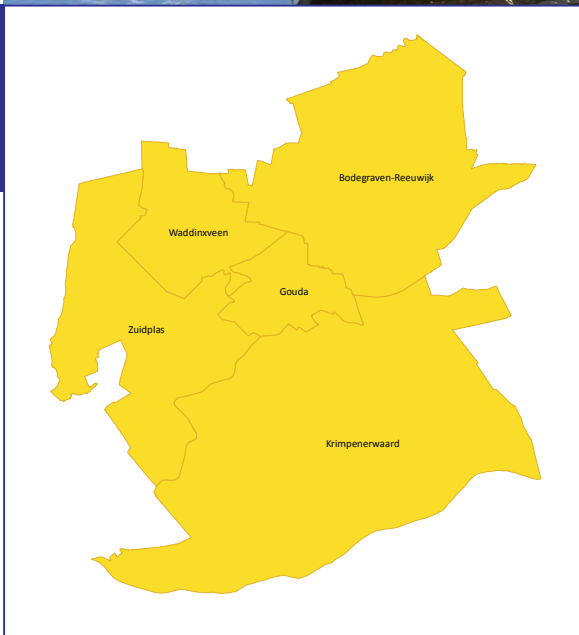 Bodegraven-Reeuwijk
Waddinxveen
Gouda
Zuidplas
Krimpenerwaard